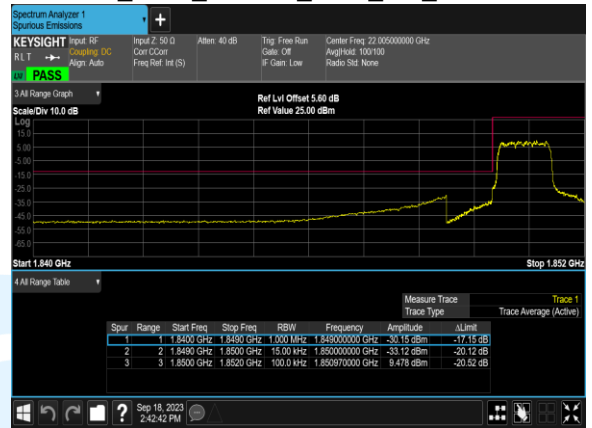 Spectrum Analyzer 1
Spurious Emissions
KEYSIGHT Input: RF Input Z: 50 Ω Atten: 40 dB Trig: Free Run Center Freq: 22.005000000 GHz
RLT Coupling: DC Corr CCorr Gate: Off Avg|Hold: 100/100
Align: Auto Freq Ref: Int (S) IF Gain: Low Radio Std: None
PASS
3 All Range Graph Ref Lvl Offset 5.60 dB
Scale/Div 10.0 dB Ref Value 25.00 dBm
Log
15.0
5.00
-5.00
-15.0
-25.0
-35.0
-45.0
-55.0
-65.0
Start 1.840 GHz Stop 1.852 GHz
4 All Range Table
Measure Trace Trace 1
Trace Type Trace Average (Active)
Spur Range Start Freq Stop Freq RBW Frequency Amplitude ΔLimit
1 1 1.8400 GHz 1.8490 GHz 1.000 MHz 1.849000000 GHz -30.15 dBm -17.15 dB
2 2 1.8490 GHz 1.8500 GHz 15.00 kHz 1.850000000 GHz -33.12 dBm -20.12 dB
3 3 1.8500 GHz 1.8520 GHz 100.0 kHz 1.850970000 GHz 9.478 dBm -20.52 dB
? Sep 18, 2023
2:42:42 PM